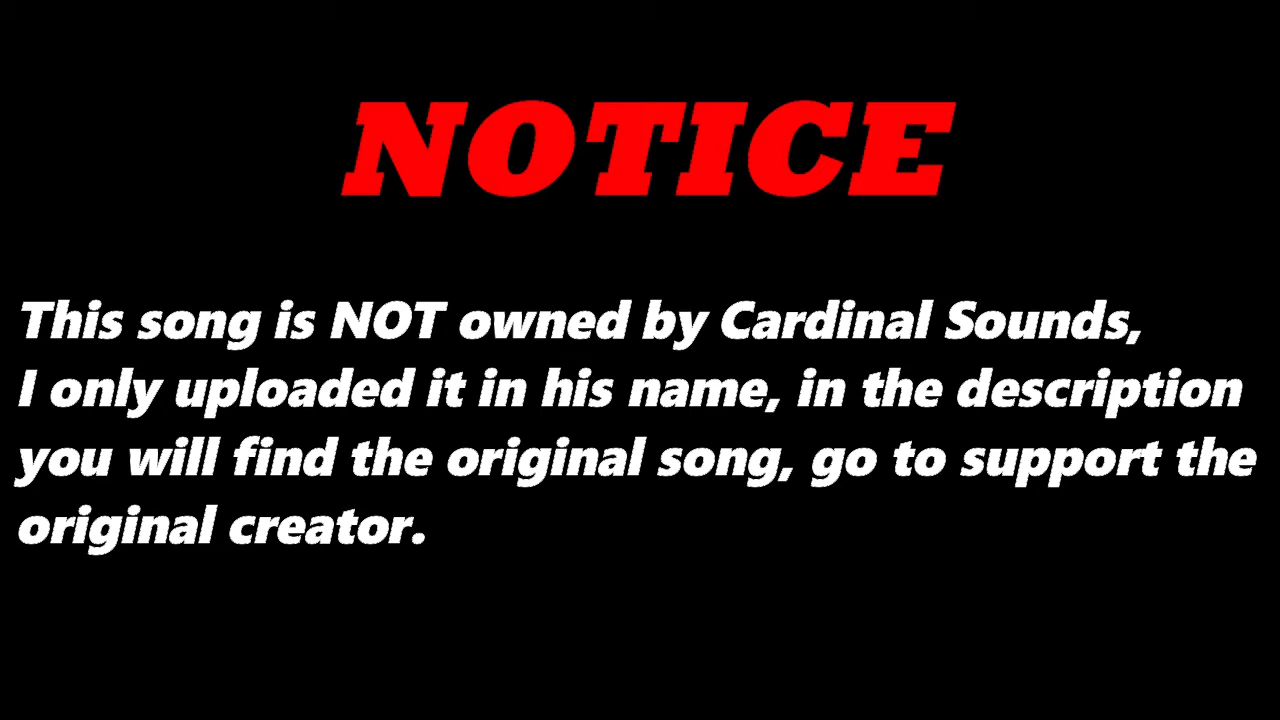 NOTICE
This song is NOT owned by Cardinal Sounds,
I only uploaded it in his name, in the description
you will find the original song, go to support the
original creator.